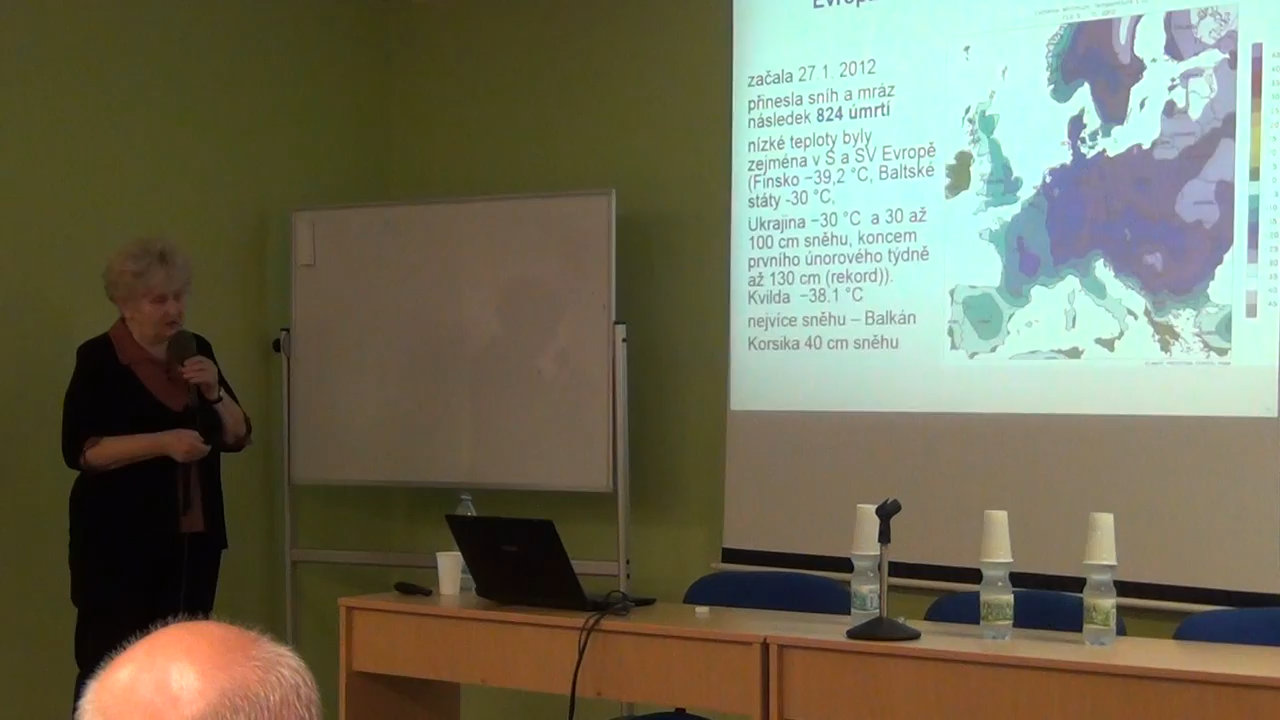 začala 27 1. 2012
přinesla sníh a mráz
následek 824 úmrtí
nízké teploty byly
zejména v S a SV Evropě
(Finsko −39,2 °C, Baltské
státy -30 °C,
Ukrajina −30 °C a 30 až
100 cm sněhu, koncem
prvního únorového týdně
až 130 cm (rekord)).
Kvilda −38.1 °C
nejvíce sněhu – Balkán
Korsika 40 cm sněhu